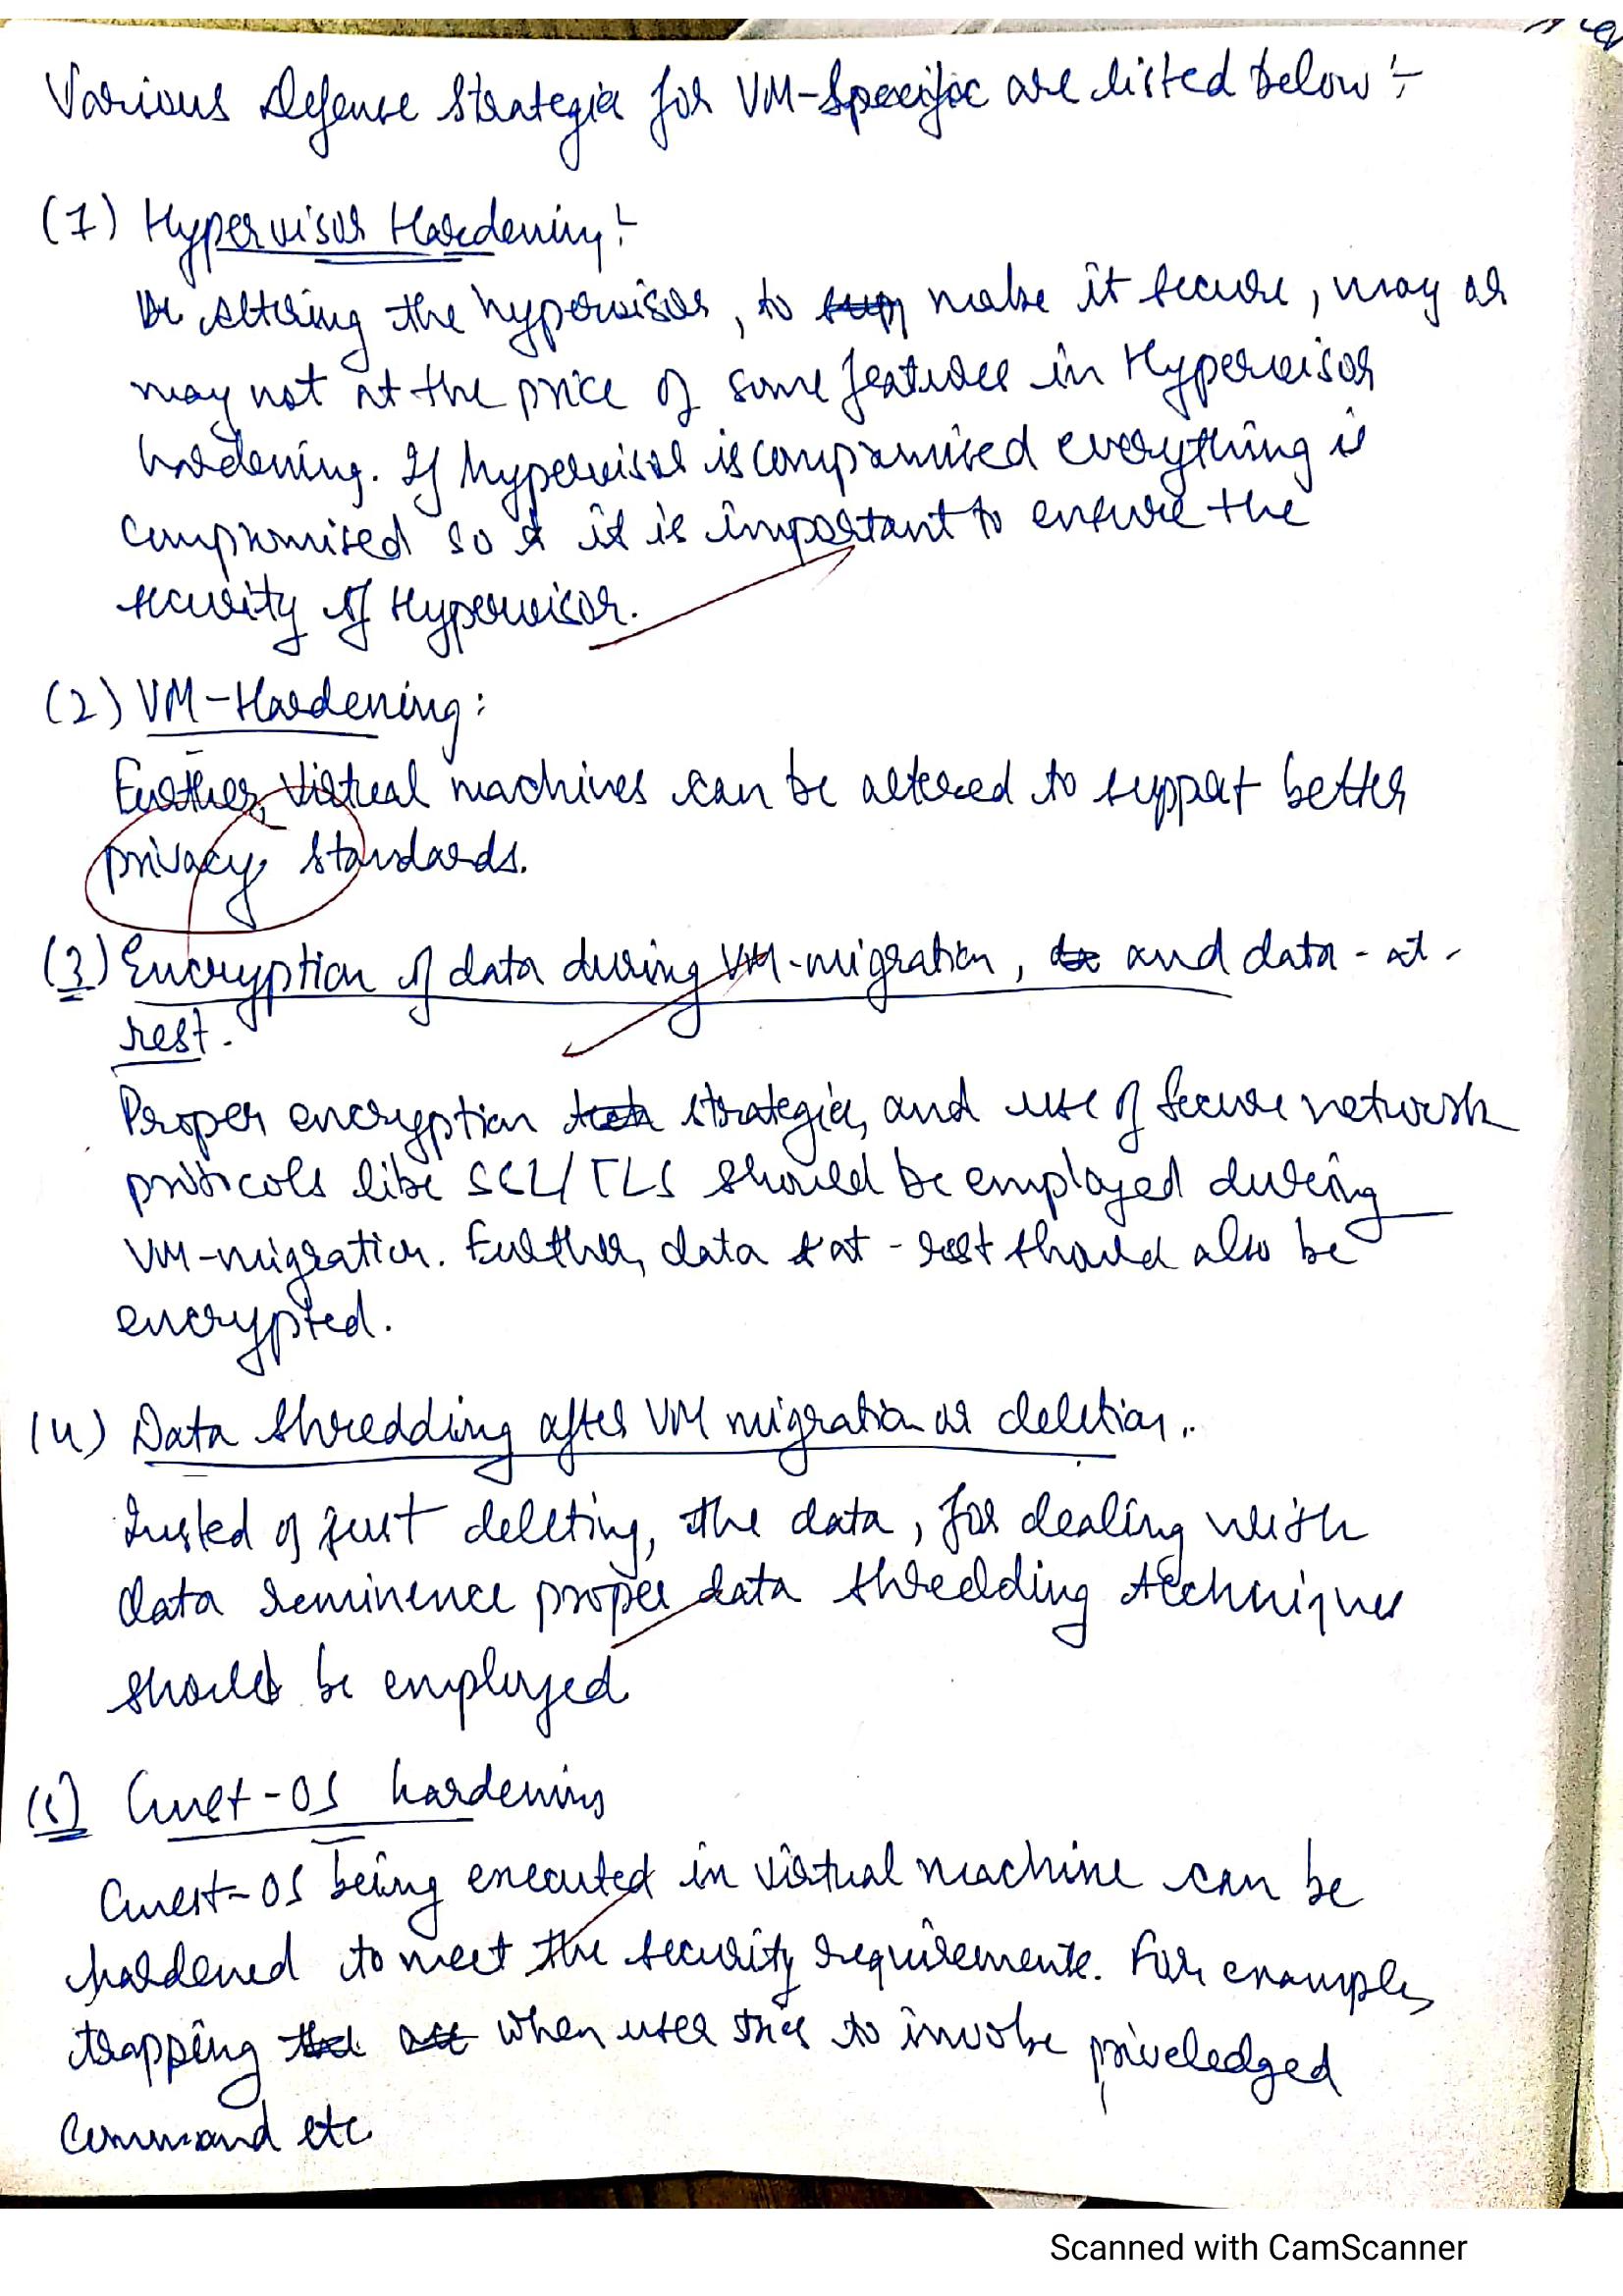 Various Defense Strategies for VM-Specific are listed below :-
(1) Hypervisor Hardening :-
altering the hypervisor, to make it secure, may or
may not at the price of some features in Hypervisor
hardening. If hypervisor is compromised everything is
compromised so it is important to ensure the
security of Hypervisor.
(2) VM-Hardening :
Further, virtual machines can be altered to support better
privacy standards.
(3) Encryption of data during VM-migration, and data-at-
rest.
Proper encryption strategies, and use of secure network
protocols like SSL/TLS should be employed during
VM-migration. Further, data at-rest should also be
encrypted.
(4) Data Shredding after VM migration or deletion.
Insted of just deleting, the data, for dealing with
data reminence proper data shredding techniques
should be employed
(5) Guest-OS hardening
Guest-OS being executed in virtual machine can be
hardened to meet the security requirements. For example,
trapping when user tries to invoke priveledged
Command etc
Scanned with CamScanner